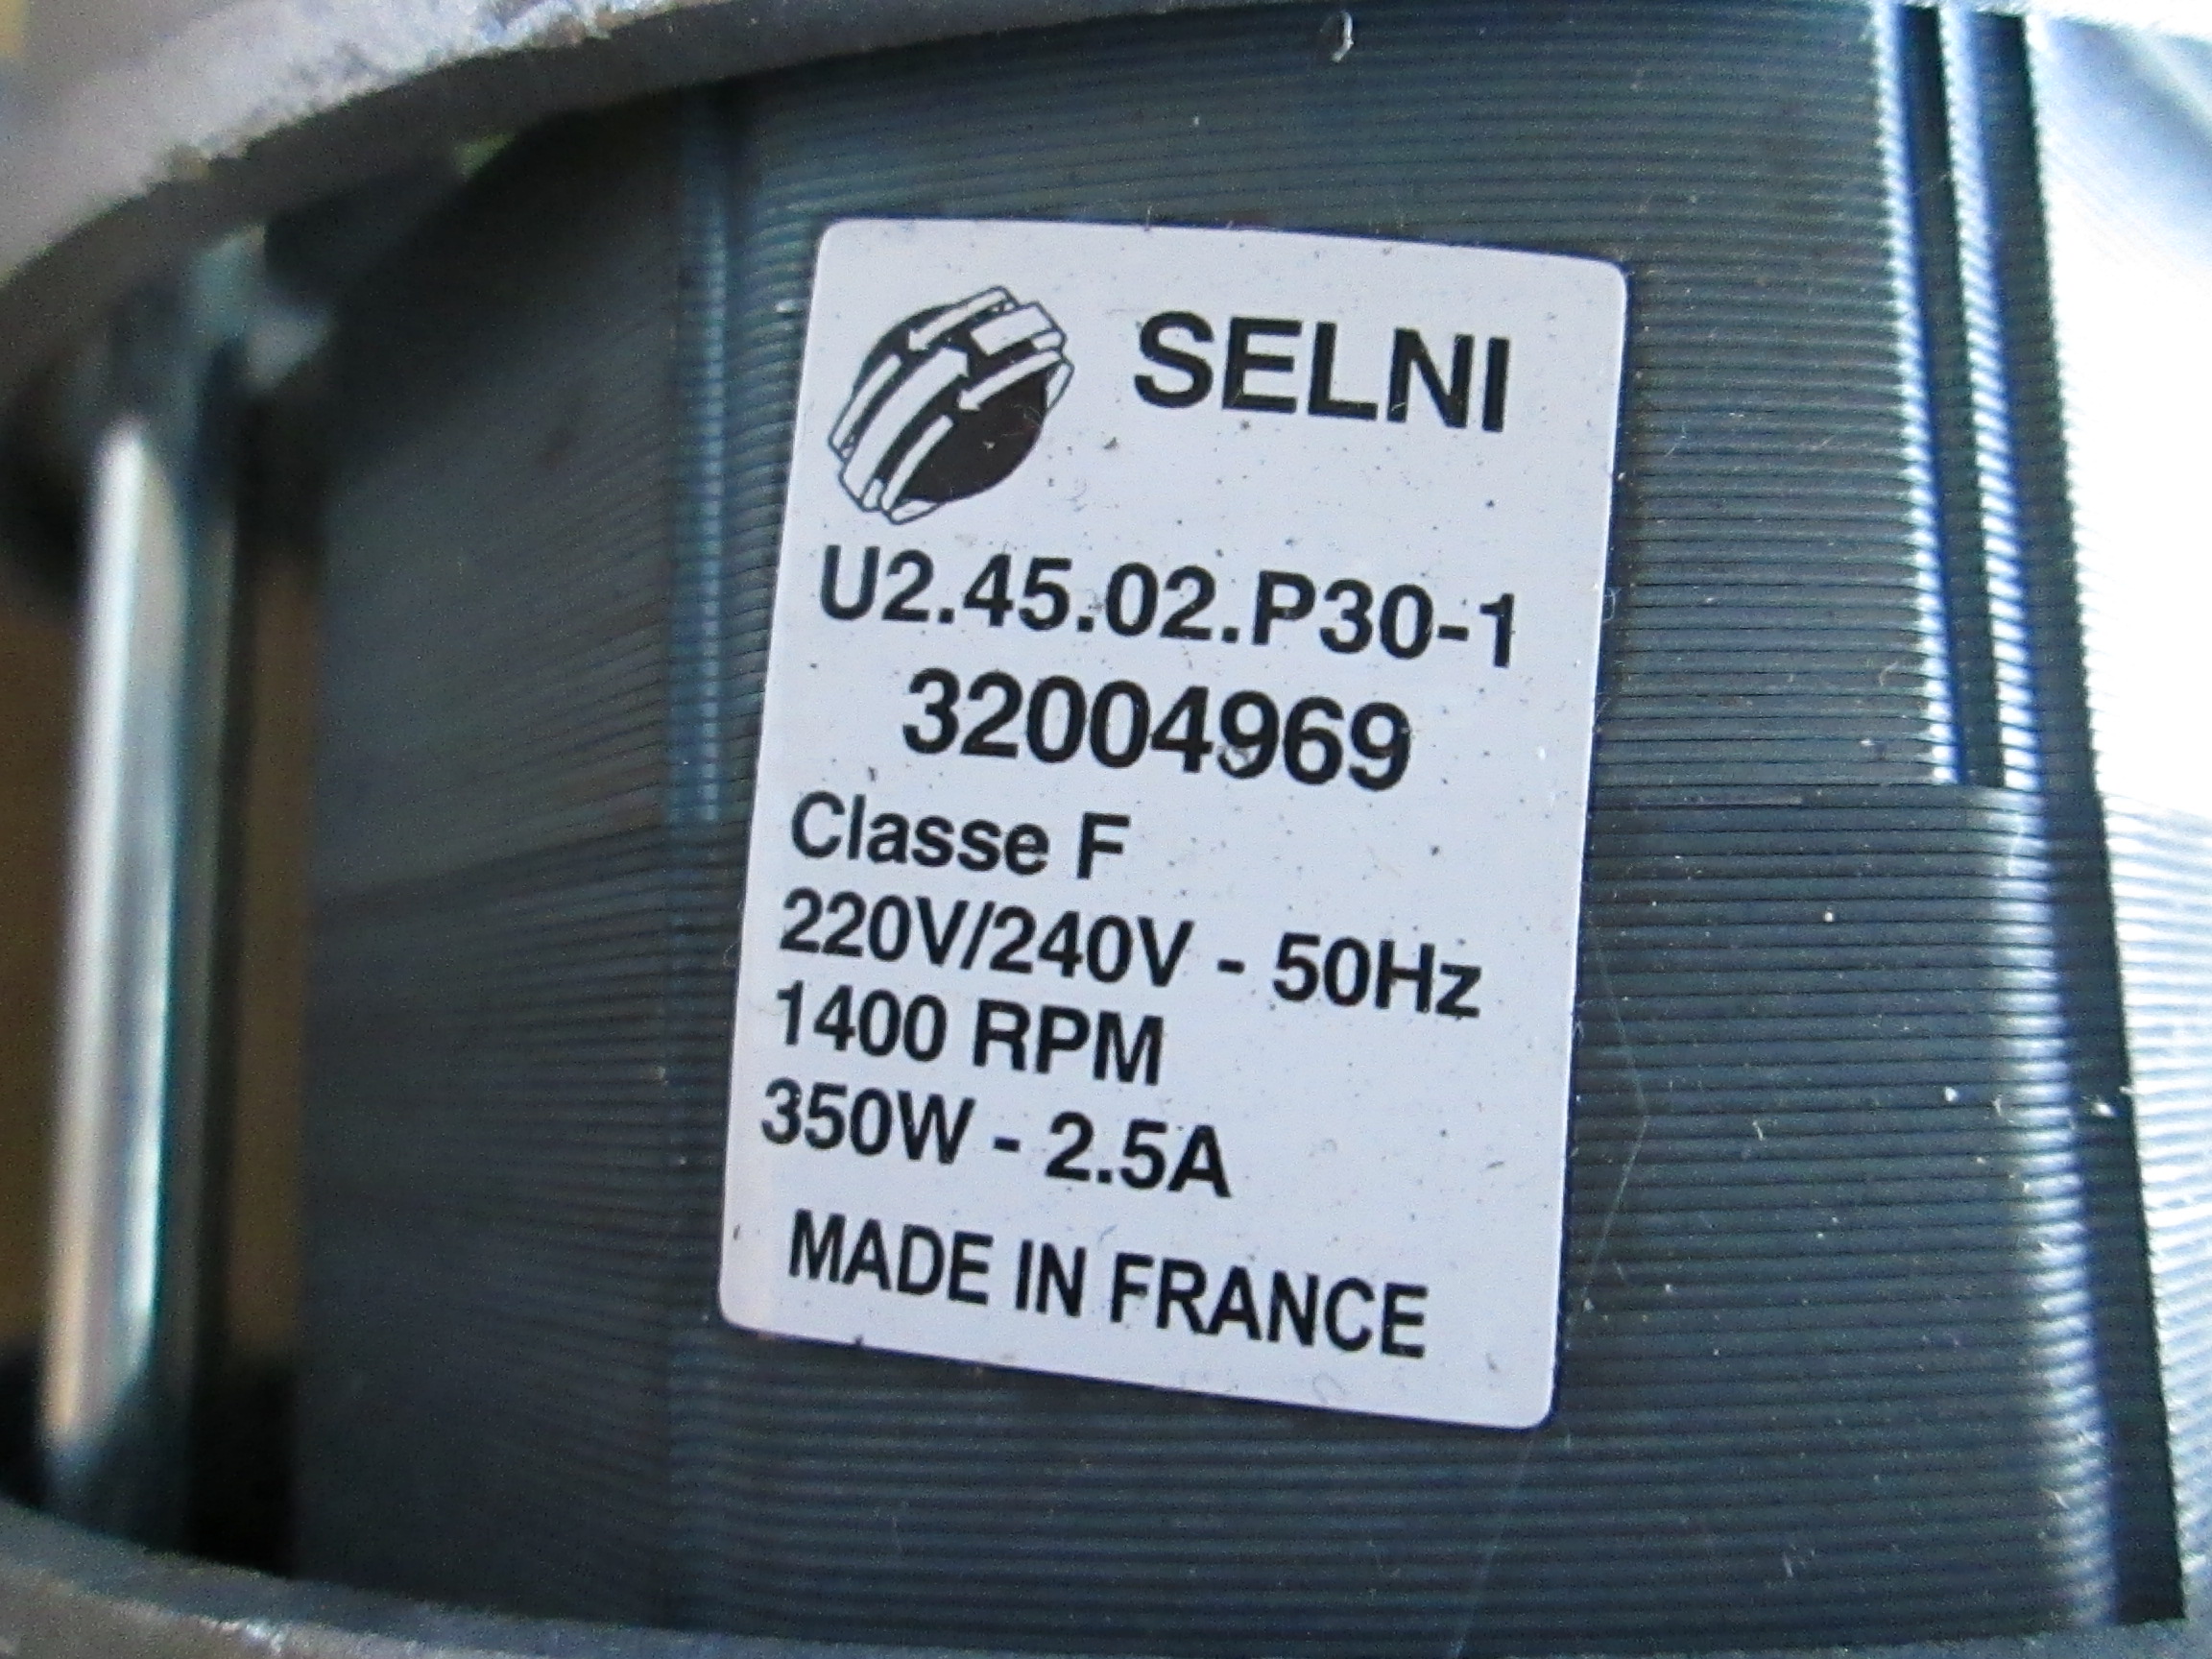 SELNI
U2.45.02.P30-1
32004969
Classe F
220V/240V - 50Hz
1400 RPM
350W - 2.5A
MADE IN FRANCE